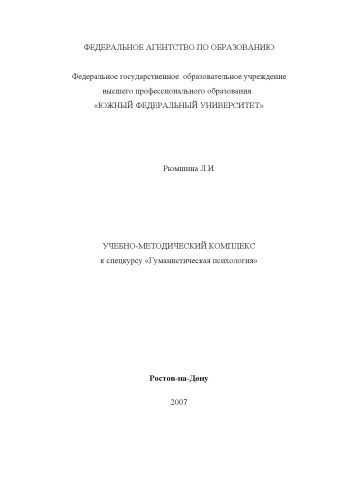 ФЕДЕРАЛЬНОЕ АГЕНТСТВО ПО ОБРАЗОВАНИЮ
Федеральное государственное образовательное учреждение
высшего профессионального образования
«ЮЖНЫЙ ФЕДЕРАЛЬНЫЙ УНИВЕРСИТЕТ»
Рюмшина Л.И.
УЧЕБНО-МЕТОДИЧЕСКИЙ КОМПЛЕКС
к спецкурсу «Гуманистическая психология»
Ростов-на-Дону
2007